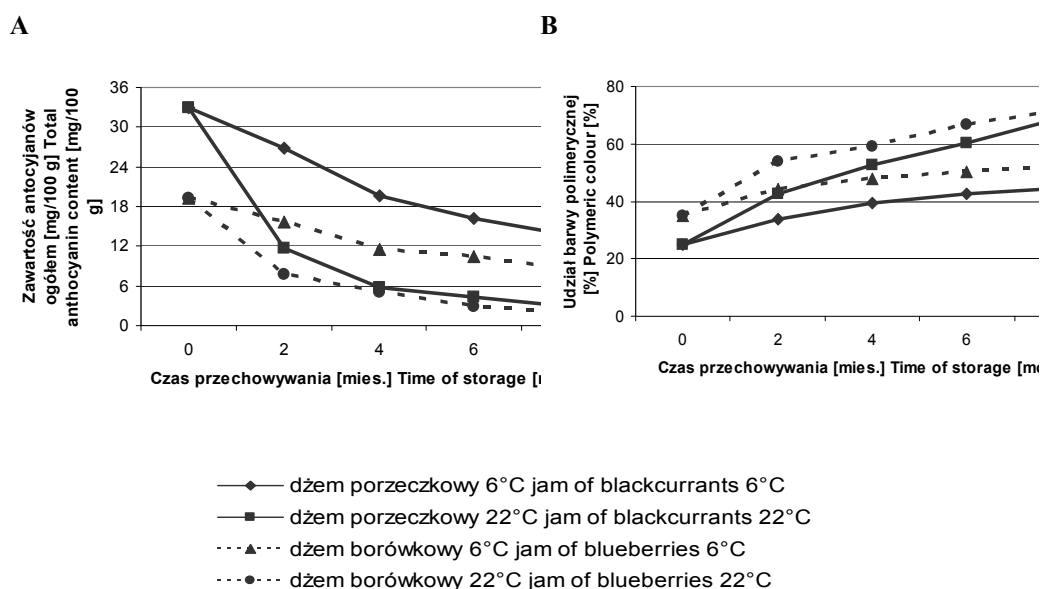 A
B
Zawartość antocyjanów
ogółem [mg/100 g] Total
anthocyanin content [mg/100
g]
36
30
24
18
12
6
0
0 2 4 6
Czas przechowywania [mies.] Time of storage [
Udział barwy polimerycznej
[%] Polymeric colour [%]
80
60
40
20
0
0 2 4 6
Czas przechowywania [mies.] Time of storage [mo
dżem porzeczkowy 6°C jam of blackcurrants 6°C
dżem porzeczkowy 22°C jam of blackcurrants 22°C
dżem borówkowy 6°C jam of blueberries 6°C
dżem borówkowy 22°C jam of blueberries 22°C